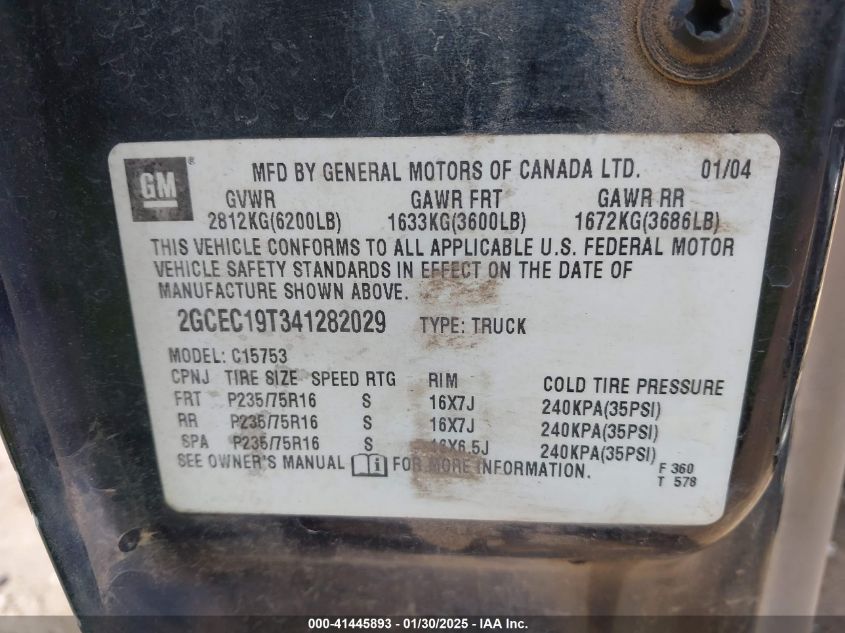 GM ® MFD BY GENERAL MOTORS OF CANADA LTD. 01/04
GVWR GAWR FRT GAWR RR
2812KG(6200LB) 1633KG(3600LB) 1672KG(3686LB)
THIS VEHICLE CONFORMS TO ALL APPLICABLE U.S. FEDERAL MOTOR
VEHICLE SAFETY STANDARDS IN EFFECT ON THE DATE OF
MANUFACTURE SHOWN ABOVE.
2GCEC19T341282029 TYPE: TRUCK
MODEL: C15753
CPNJ TIRE SIZE SPEED RTG RIM COLD TIRE PRESSURE
FRT P235/75R16 S 16X7J 240KPA(35PSI)
RR P235/75R16 S 16X7J 240KPA(35PSI)
SPA P235/75R16 S 16X6.5J 240KPA(35PSI)
SEE OWNER'S MANUAL i FOR MORE INFORMATION.
F 360
T 578
000-41445893 - 01/30/2025 - IAA Inc.